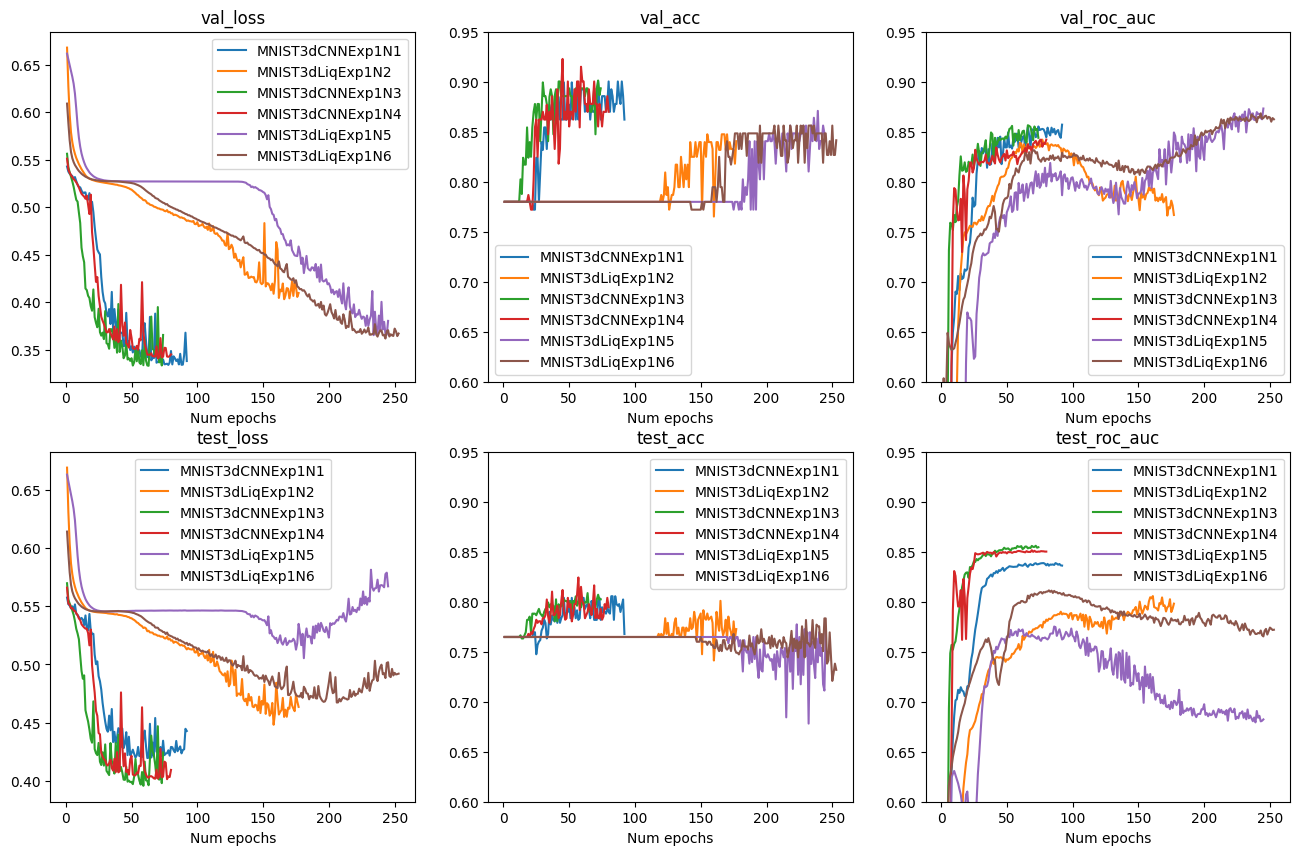 val_loss
0.65
0.60
0.55
0.50
0.45
0.40
0.35
0 50 100 150 200 250
Num epochs
MNIST3dCNNExp1N1
MNIST3dLiqExp1N2
MNIST3dCNNExp1N3
MNIST3dCNNExp1N4
MNIST3dLiqExp1N5
MNIST3dLiqExp1N6
val_acc
0.95
0.90
0.85
0.80
0.75
0.70
0.65
0.60
0 50 100 150 200 250
Num epochs
MNIST3dCNNExp1N1
MNIST3dLiqExp1N2
MNIST3dCNNExp1N3
MNIST3dCNNExp1N4
MNIST3dLiqExp1N5
MNIST3dLiqExp1N6
val_roc_auc
0.95
0.90
0.85
0.80
0.75
0.70
0.65
0.60
0 50 100 150 200 250
Num epochs
MNIST3dCNNExp1N1
MNIST3dLiqExp1N2
MNIST3dCNNExp1N3
MNIST3dCNNExp1N4
MNIST3dLiqExp1N5
MNIST3dLiqExp1N6
test_loss
0.65
0.60
0.55
0.50
0.45
0.40
0 50 100 150 200 250
Num epochs
MNIST3dCNNExp1N1
MNIST3dLiqExp1N2
MNIST3dCNNExp1N3
MNIST3dCNNExp1N4
MNIST3dLiqExp1N5
MNIST3dLiqExp1N6
test_acc
0.95
0.90
0.85
0.80
0.75
0.70
0.65
0.60
0 50 100 150 200 250
Num epochs
MNIST3dCNNExp1N1
MNIST3dLiqExp1N2
MNIST3dCNNExp1N3
MNIST3dCNNExp1N4
MNIST3dLiqExp1N5
MNIST3dLiqExp1N6
test_roc_auc
0.95
0.90
0.85
0.80
0.75
0.70
0.65
0.60
0 50 100 150 200 250
Num epochs
MNIST3dCNNExp1N1
MNIST3dLiqExp1N2
MNIST3dCNNExp1N3
MNIST3dCNNExp1N4
MNIST3dLiqExp1N5
MNIST3dLiqExp1N6